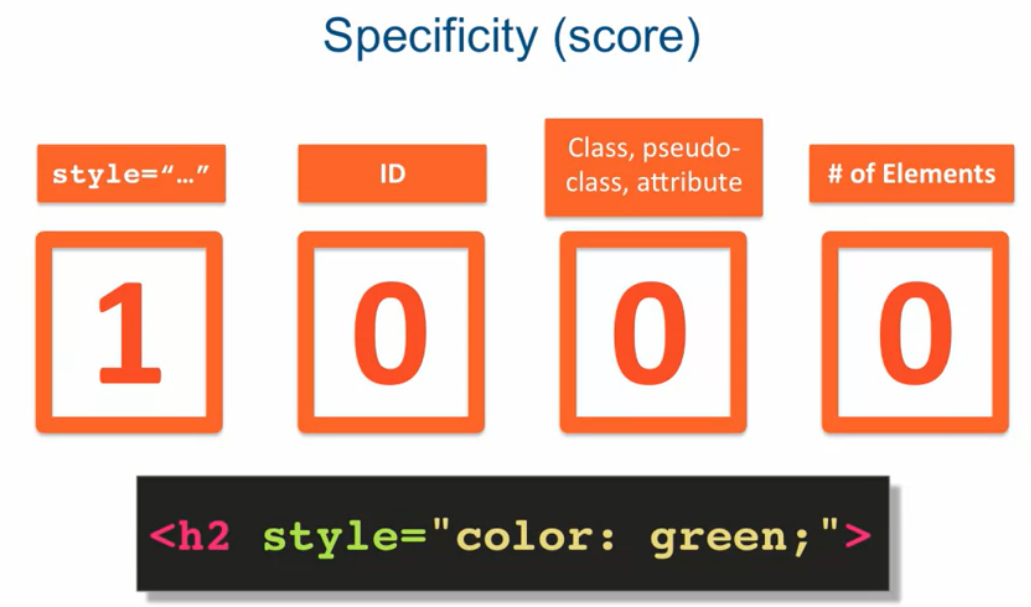 Specificity (score)
style=“…”
ID
Class, pseudo-
class, attribute
# of Elements
1
0
0
0
<h2 style="color: green;">